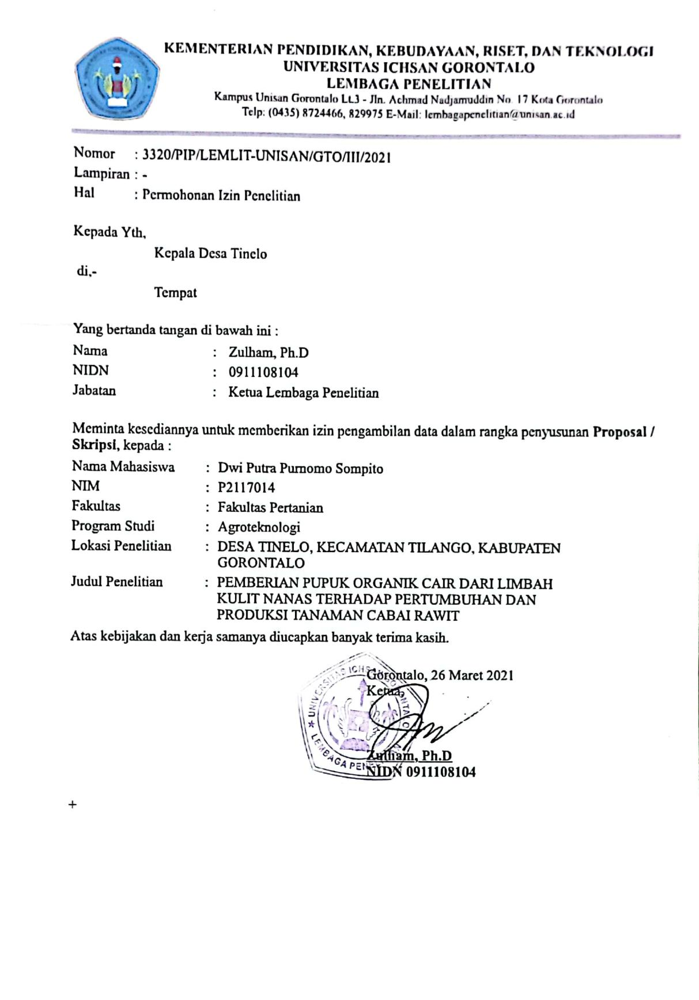 KEMENTERIAN PENDIDIKAN, KEBUDAYAAN, RISET, DAN TEKNOLOGI
UNIVERSITAS ICHSAN GORONTALO
LEMBAGA PENELITIAN
Kampus Unisan Gorontalo Lt.3 - Jln. Achmad Nadjamuddin No. 17 Kota Gorontalo
Telp: (0435) 8724466, 829975 E-Mail: lembagapenelitian@unisan.ac.id
Nomor : 3320/PIP/LEMLIT-UNISAN/GTO/III/2021
Lampiran : -
Hal : Permohonan Izin Penelitian
Kepada Yth,
Kepala Desa Tinelo
di,-
Tempat
Yang bertanda tangan di bawah ini :
Nama : Zulham, Ph.D
NIDN : 0911108104
Jabatan : Ketua Lembaga Penelitian
Meminta kesediannya untuk memberikan izin pengambilan data dalam rangka penyusunan Proposal /
Skripsi, kepada :
Nama Mahasiswa : Dwi Putra Purnomo Sompito
NIM : P2117014
Fakultas : Fakultas Pertanian
Program Studi : Agroteknologi
Lokasi Penelitian : DESA TINELO, KECAMATAN TILANGO, KABUPATEN
GORONTALO
Judul Penelitian : PEMBERIAN PUPUK ORGANIK CAIR DARI LIMBAH
KULIT NANAS TERHADAP PERTUMBUHAN DAN
PRODUKSI TANAMAN CABAI RAWIT
Atas kebijakan dan kerja samanya diucapkan banyak terima kasih.
Gorontalo, 26 Maret 2021
Ketua,
Zulham, Ph.D
NIDN 0911108104
UNIVERSITAS ICHSAN GORONTALO
LEMBAGA
+